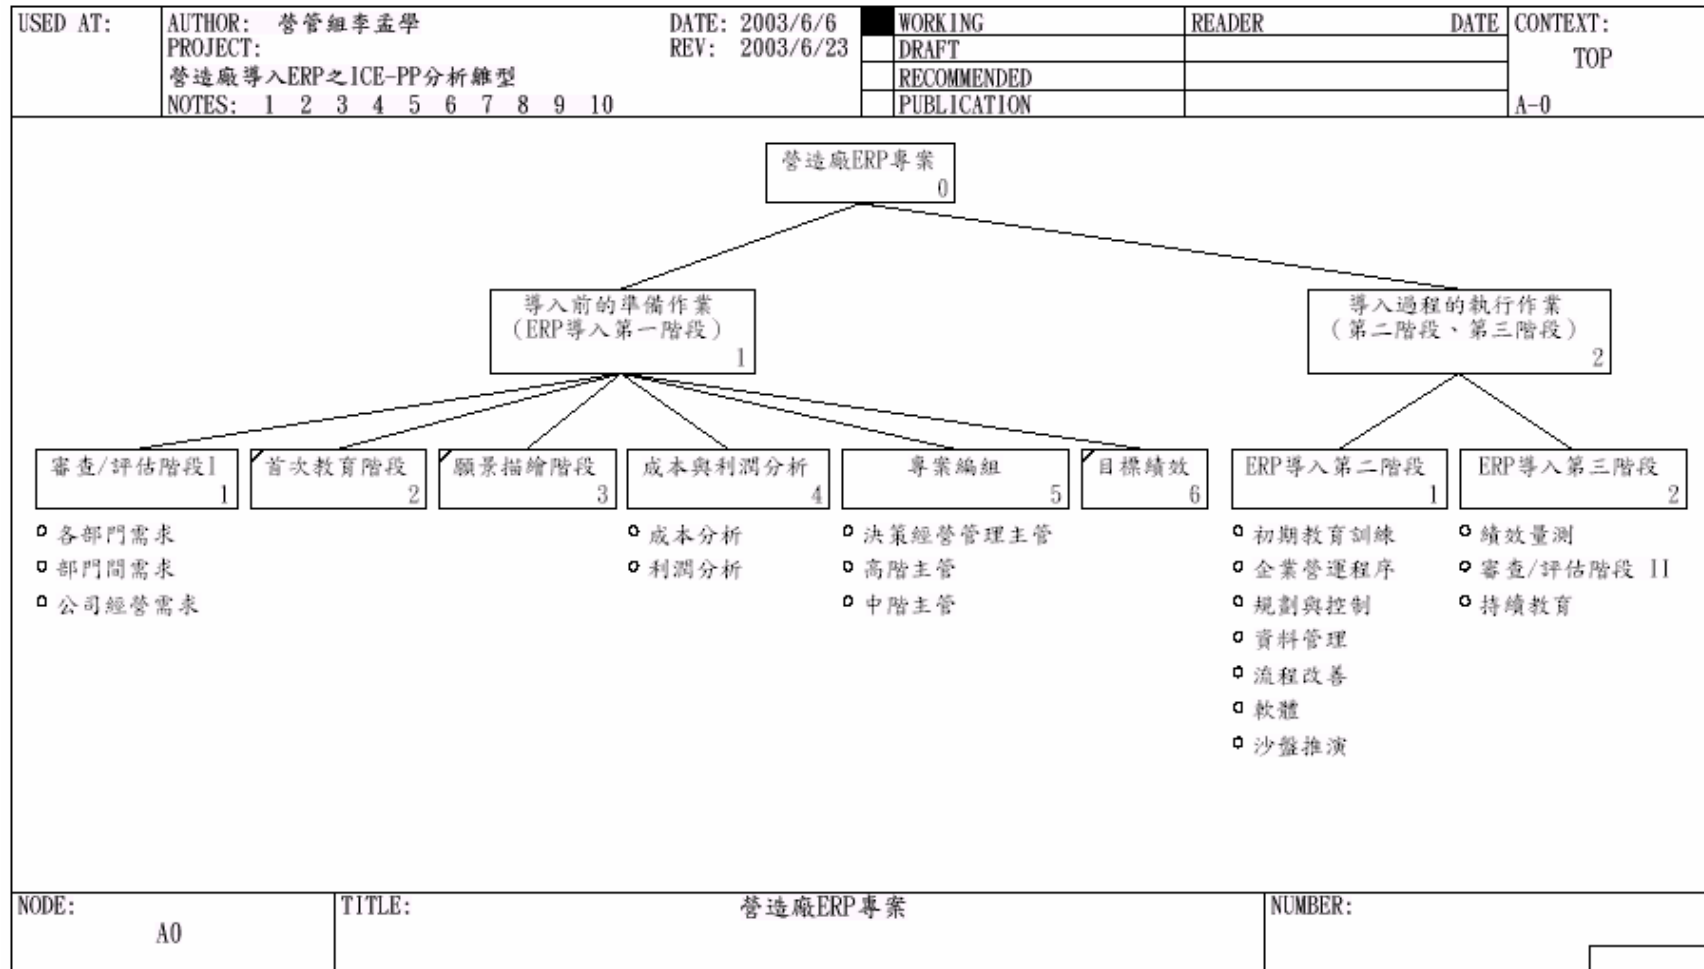 USED AT:
AUTHOR: 營管組李孟學
DATE: 2003/6/6
PROJECT:
REV: 2003/6/23
營造廠導入ERP之ICE-PP分析雛型
NOTES: 1 2 3 4 5 6 7 8 9 10
WORKING
DRAFT
RECOMMENDED
PUBLICATION
READER
DATE
CONTEXT:
TOP
A-0
營造廠ERP專案
0
導入前的準備作業
(ERP導入第一階段)
1
導入過程的執行作業
(第二階段、第三階段)
2
審查/評估階段I
1
首次教育階段
2
願景描繪階段
3
成本與利潤分析
4
專案編組
5
目標績效
6
ERP導入第二階段
1
ERP導入第三階段
2
各部門需求
部門間需求
公司經營需求
成本分析
利潤分析
決策經營管理主管
高階主管
中階主管
初期教育訓練
企業營運程序
規劃與控制
資料管理
流程改善
軟體
沙盤推演
績效量測
審查/評估階段 II
持續教育
NODE:
A0
TITLE:
營造廠ERP專案
NUMBER: